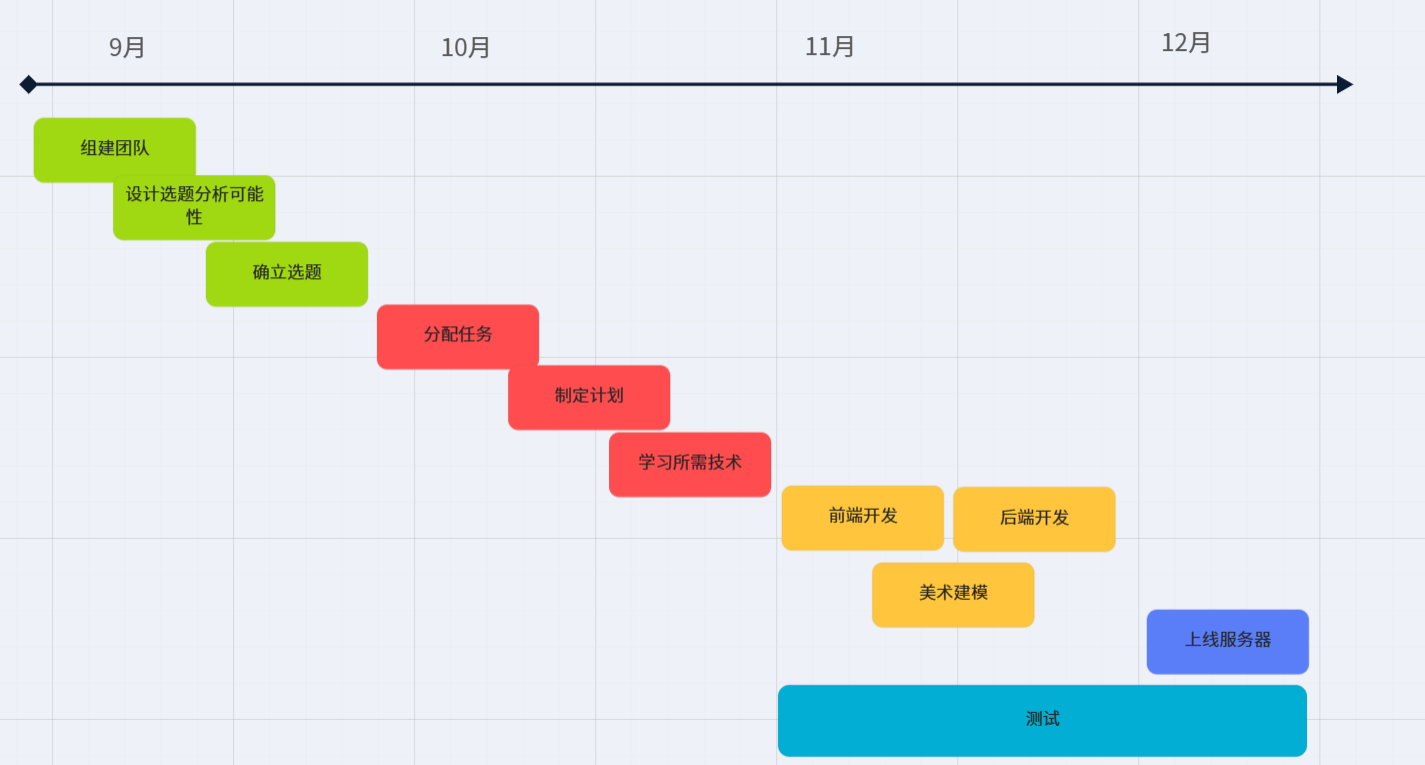 9月
10月
11月
12月
组建团队
设计选题分析可能
性
确立选题
分配任务
制定计划
学习所需技术
前端开发
后端开发
美术建模
上线服务器
测试